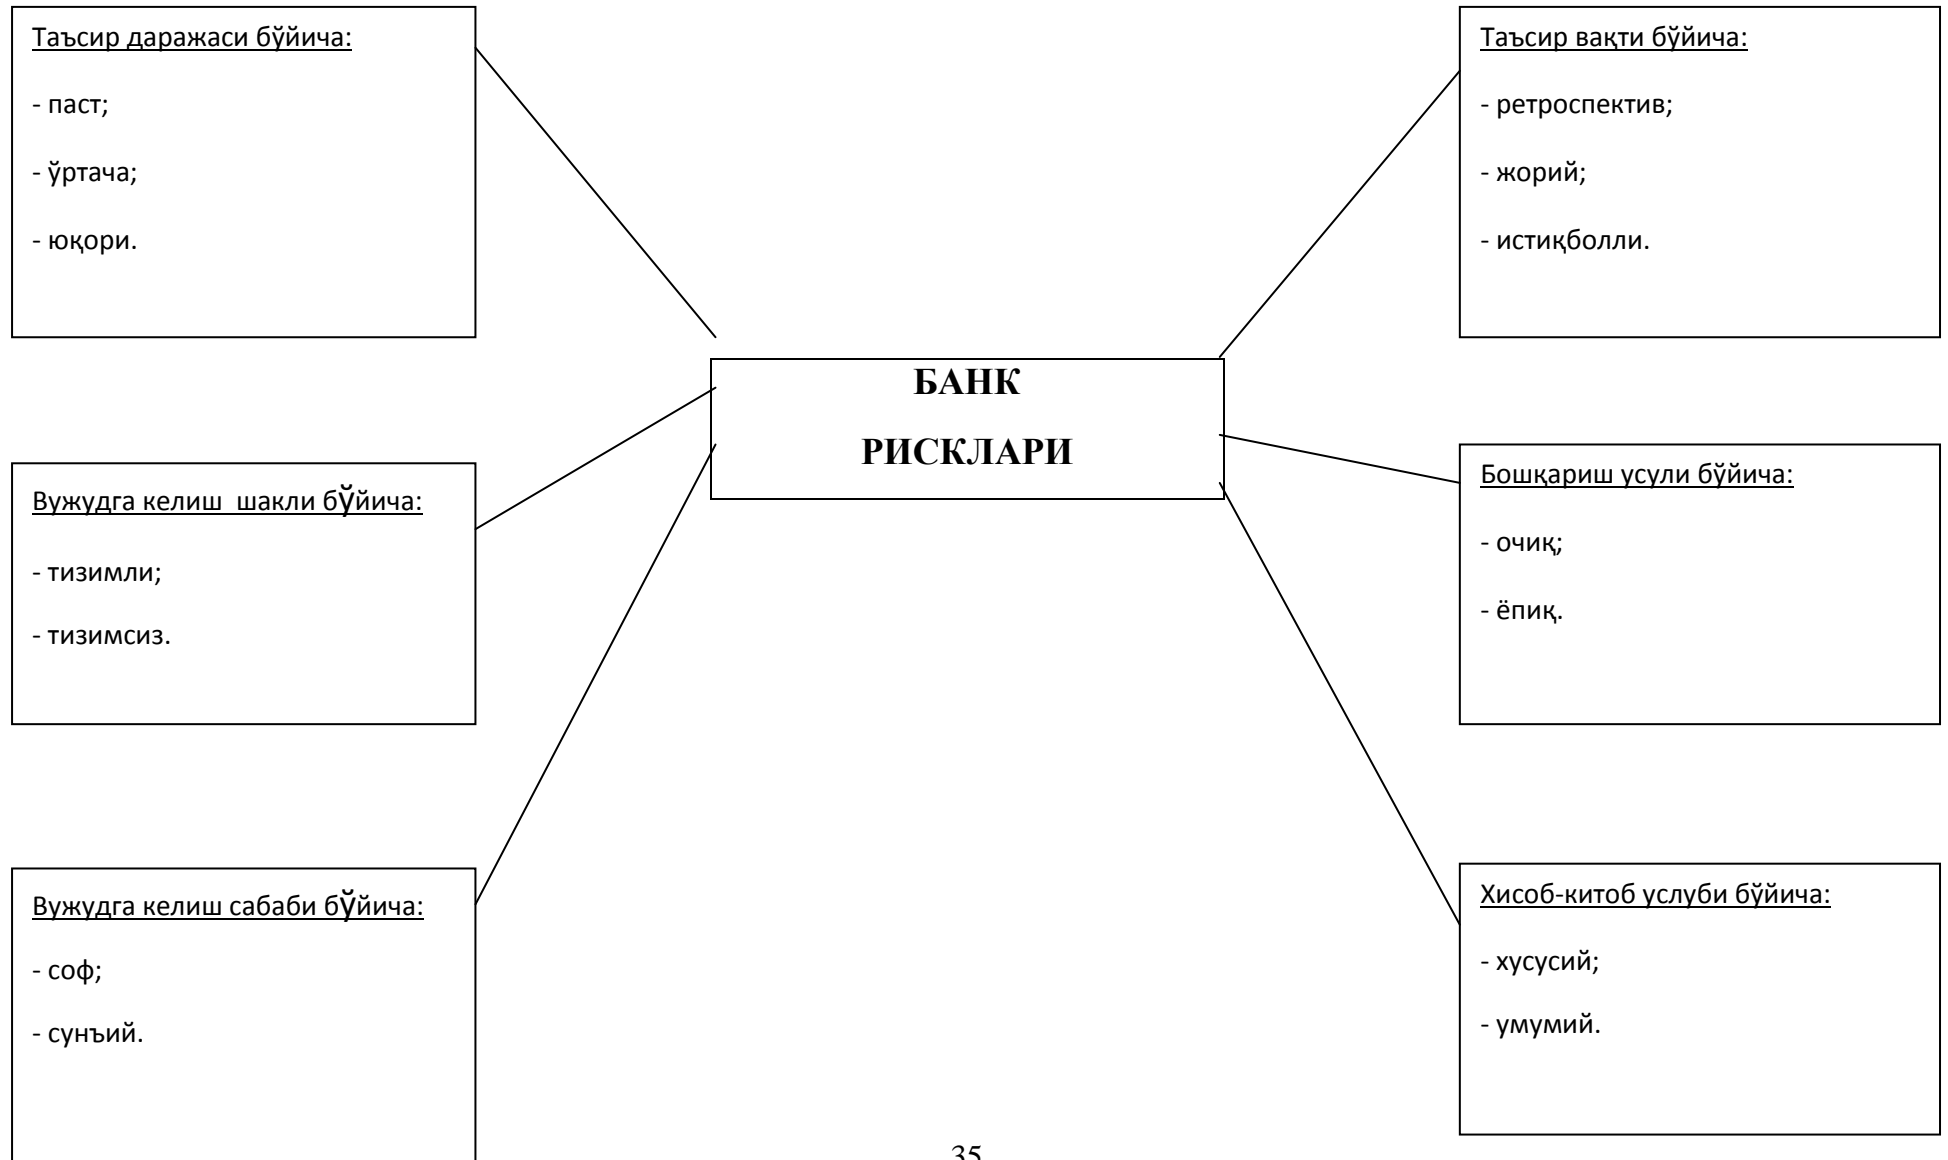 Таъсир даражаси бўйича:
- паст;
- ўртача;
- юқори.
Таъсир вақти бўйича:
- ретроспектив;
- жорий;
- истиқболли.
БАНК
РИСКЛАРИ
Вужудга келиш  шакли бўйича:
- тизимли;
- тизимсиз.
Бошқариш усули бўйича:
- очиқ;
- ёпиқ.
Вужудга келиш сабаби бўйича:
- соф;
- сунъий.
Хисоб-китоб услуби бўйича:
- хусусий;
- умумий.
35